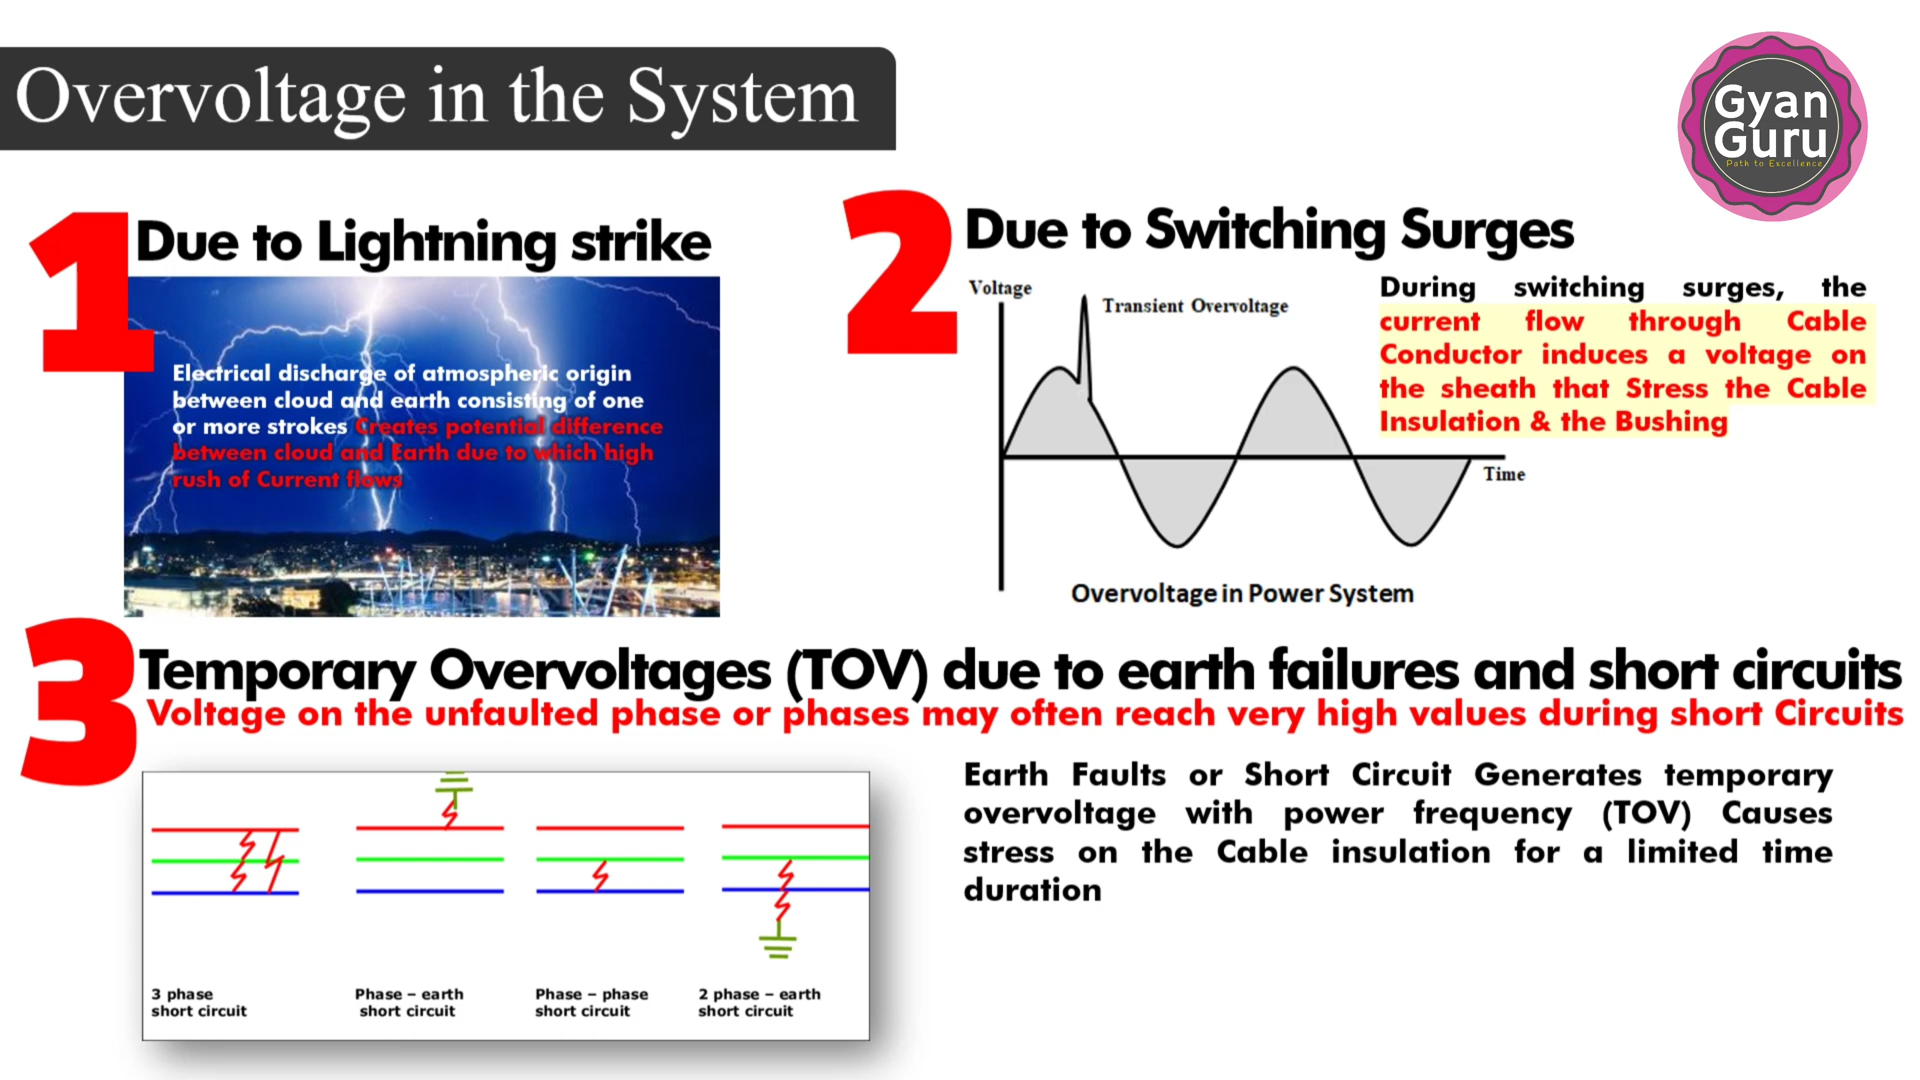 Overvoltage in the System
Gyan
Guru
Path to Excellence
1
Due to Lightning strike
Electrical discharge of atmospheric origin
between cloud and earth consisting of one
or more strokes Creates potential difference
between cloud and Earth due to which high
rush of Current flows
2
Due to Switching Surges
Voltage
Transient Overvoltage
Time
Overvoltage in Power System
During switching surges, the
current flow through Cable
Conductor induces a voltage on
the sheath that Stress the Cable
Insulation & the Bushing
3
Temporary Overvoltages (TOV) due to earth failures and short circuits
Voltage on the unfaulted phase or phases may often reach very high values during short Circuits
3 phase
short circuit
Phase – earth
short circuit
Phase – phase
short circuit
2 phase – earth
short circuit
Earth Faults or Short Circuit Generates temporary
overvoltage with power frequency (TOV) Causes
stress on the Cable insulation for a limited time
duration